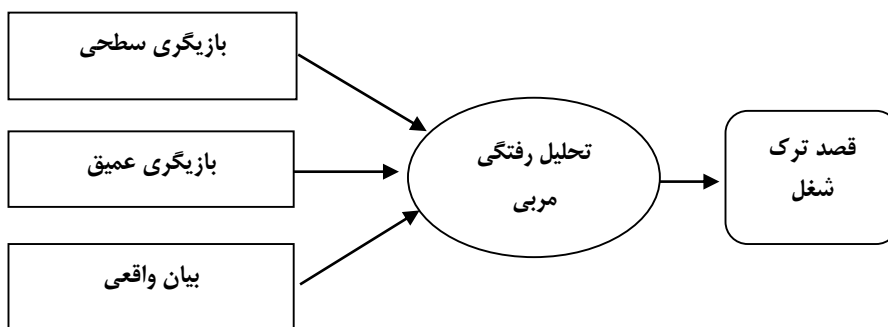 بازیگری سطحی
بازیگری عمیق
بیان واقعی
تحلیل رفتگی
مربی
قصد ترک
شغل